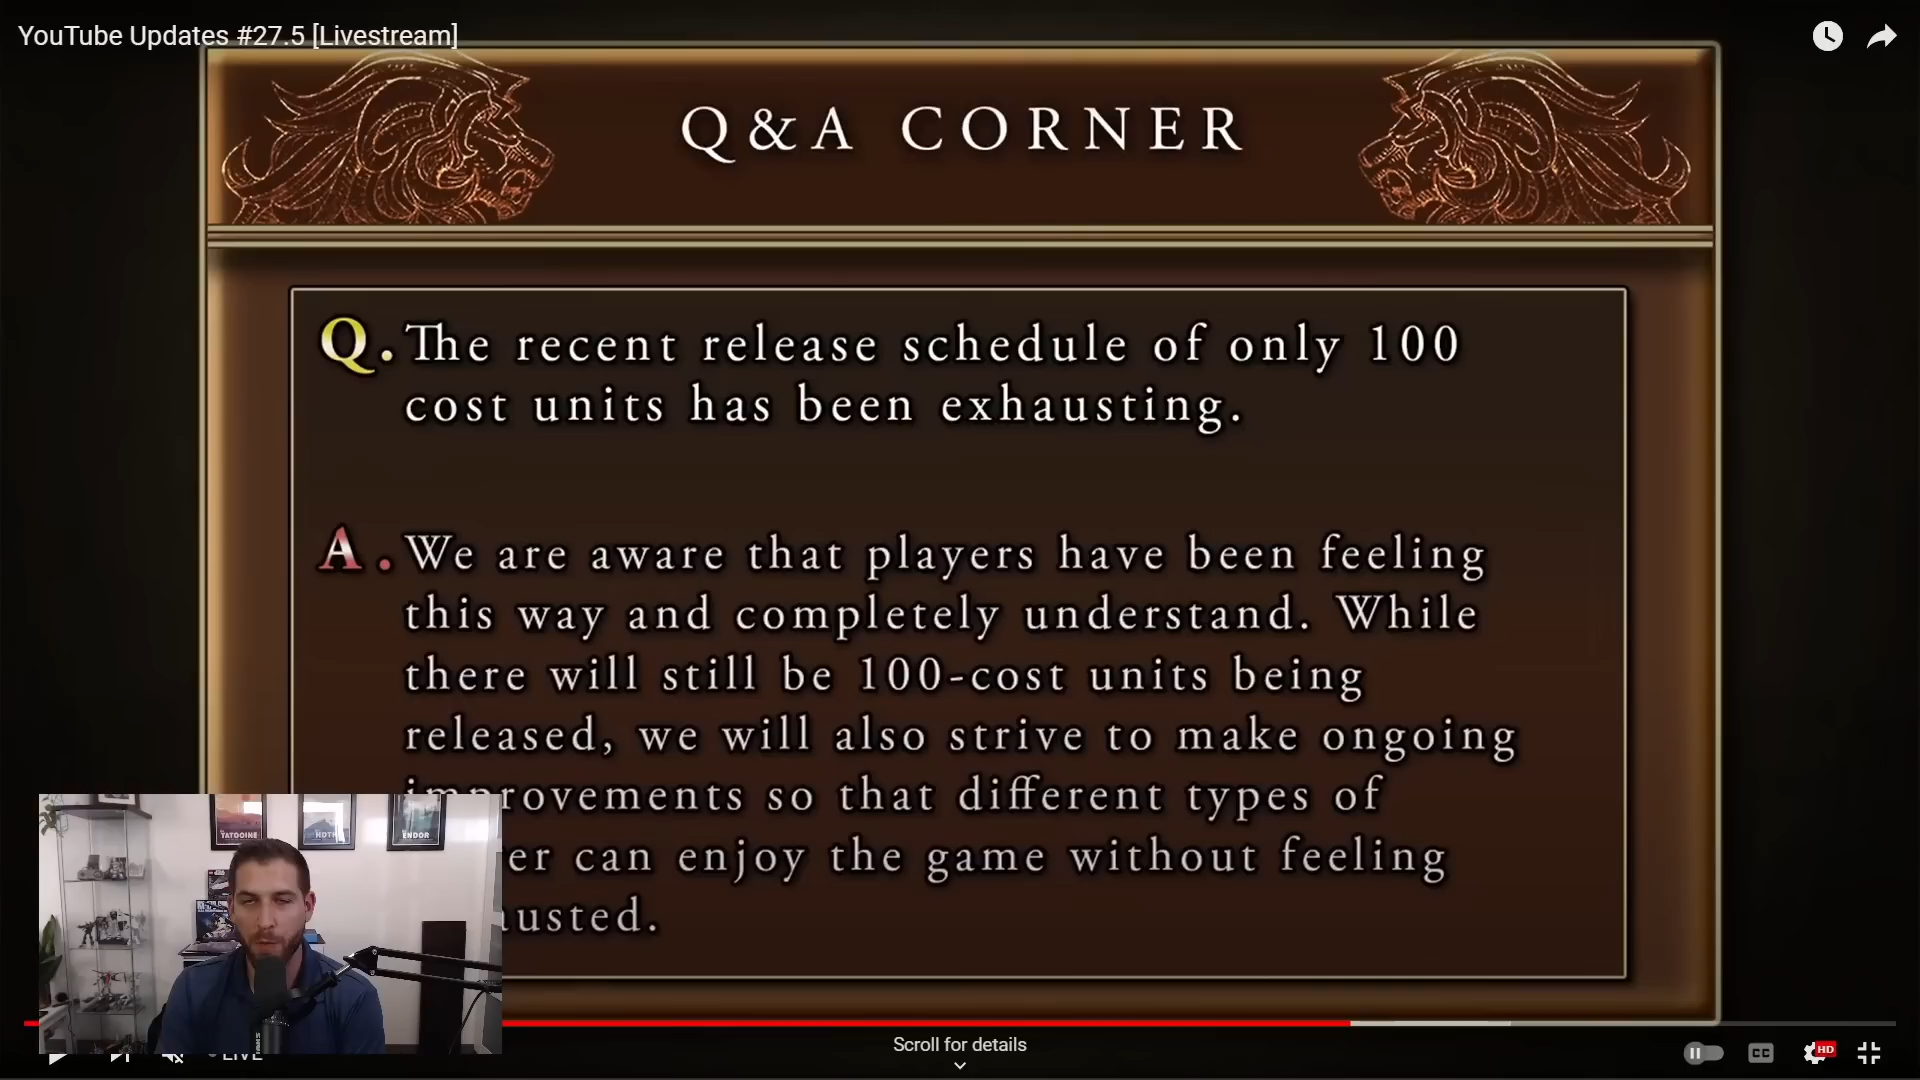 YouTube Updates #27.5 [Livestream]
Q&A CORNER
Q. The recent release schedule of only 100
cost units has been exhausting.
A. We are aware that players have been feeling
this way and completely understand. While
there will still be 100-cost units being
released, we will also strive to make ongoing
improvements so that different types of
er can enjoy the game without feeling
austed.
TATOOINE
HOTH
ENDOR
LIVE
Scroll for details
CC
HD